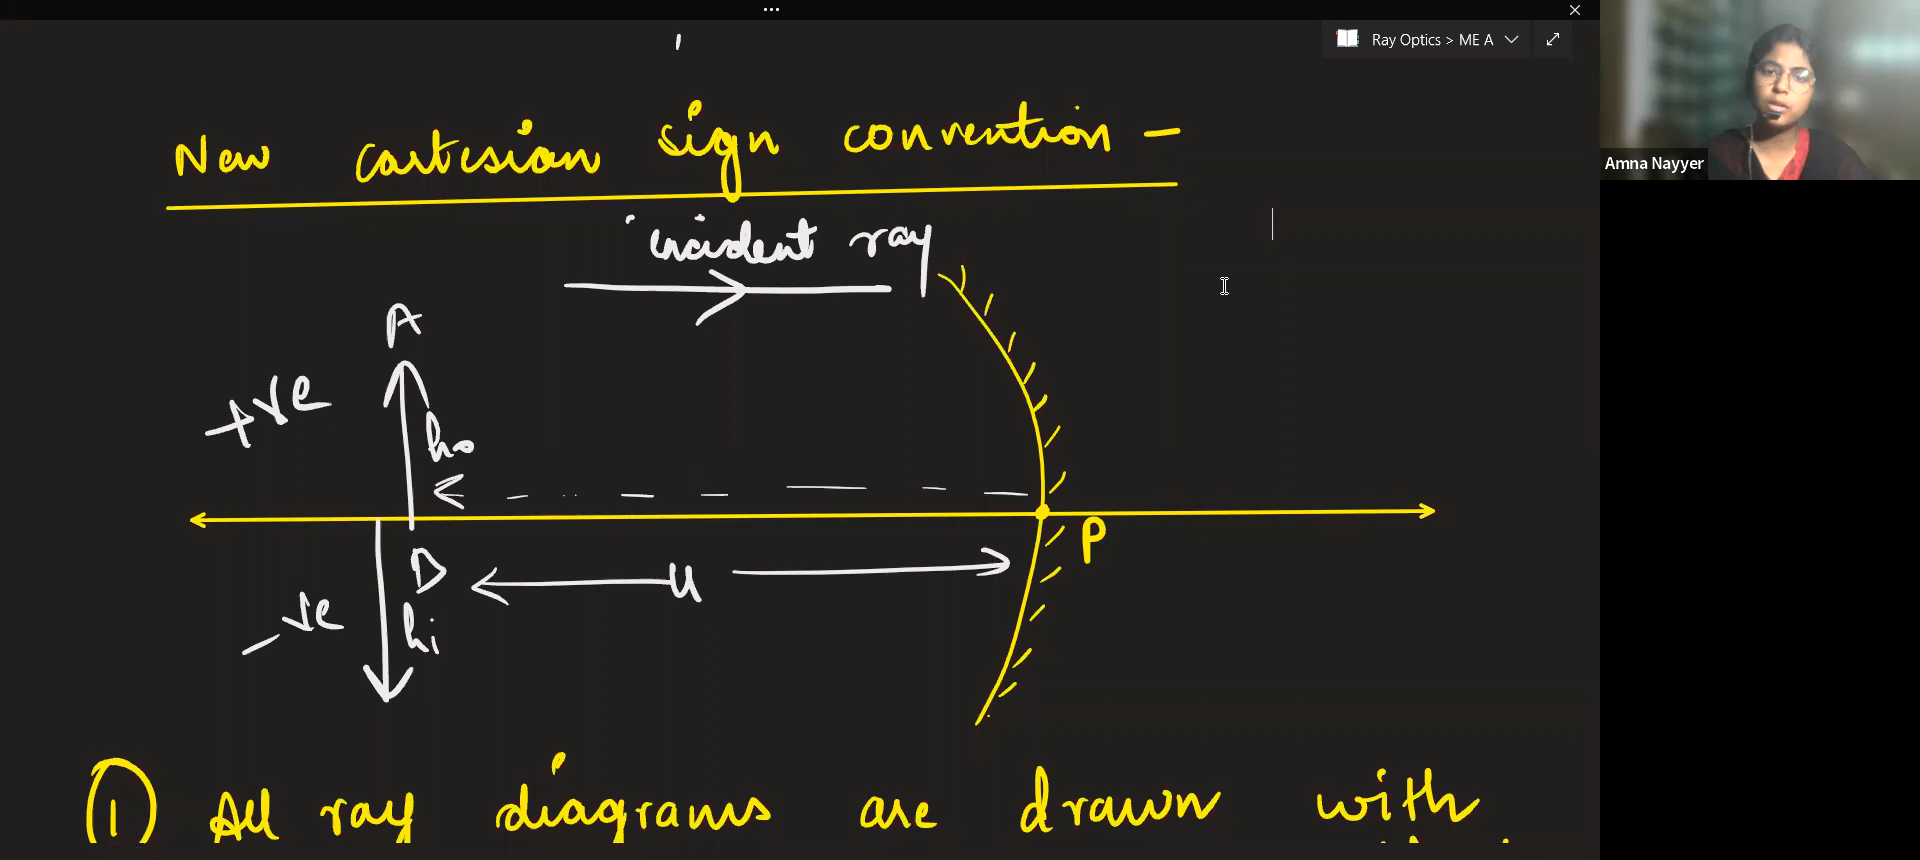 Ray Optics > ME A
Amna Nayyer
New cartesian sign convention -
incident ray
A
+ve
ho
P
B
u
-ve
hi
① All ray diagrams are drawn with